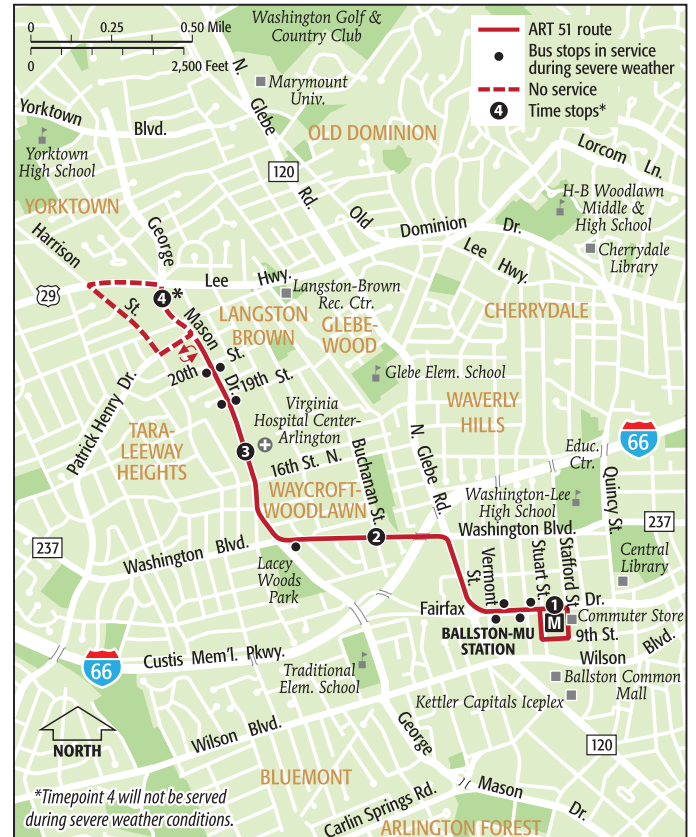 0 0.25 0.50 Mile
0 2,500 Feet
Washington Golf &
Country Club
ART 51 route
Bus stops in service
during severe weather
No service
4 Time stops*
Marymount
Univ.
N. Glebe Rd.
OLD DOMINION
Yorktown Blvd.
Yorktown
High School
120
Lorcom Ln.
YORKTOWN
H-B Woodlawn
Middle &
High School
Old Dominion Dr.
Harrison St.
George Mason Dr.
Lee Hwy.
Lee Hwy.
Cherrydale
Library
29
4*
Langston-Brown
Rec. Ctr.
LANGSTON
BROWN
GLEBE-
WOOD
CHERRYDALE
20th St.
19th St.
Glebe Elem. School
Patrick Henry Dr.
Virginia
Hospital Center-
Arlington
WAVERLY
HILLS
TARA-
LEEWAY
HEIGHTS
3
16th St. N.
Buchanan St.
N. Glebe Rd.
66
Educ.
Ctr.
Quincy St.
WAYCROFT-
WOODLAWN
Washington-Lee
High School
237
Washington Blvd.
237
Washington Blvd.
2
Central
Library
Lacey
Woods
Park
Vermont St.
Stuart St.
Stafford St.
Fairfax Dr.
1
M
Commuter Store
BALLSTON-MU
STATION
9th St.
Wilson Blvd.
66
Custis Mem'l. Pkwy.
Traditional
Elem. School
Ballston Common
Mall
Kettler Capitals Iceplex
NORTH
Wilson Blvd.
George Mason Dr.
120
BLUEMONT
*Timepoint 4 will not be served
during severe weather conditions.
Carlin Springs Rd.
ARLINGTON FOREST